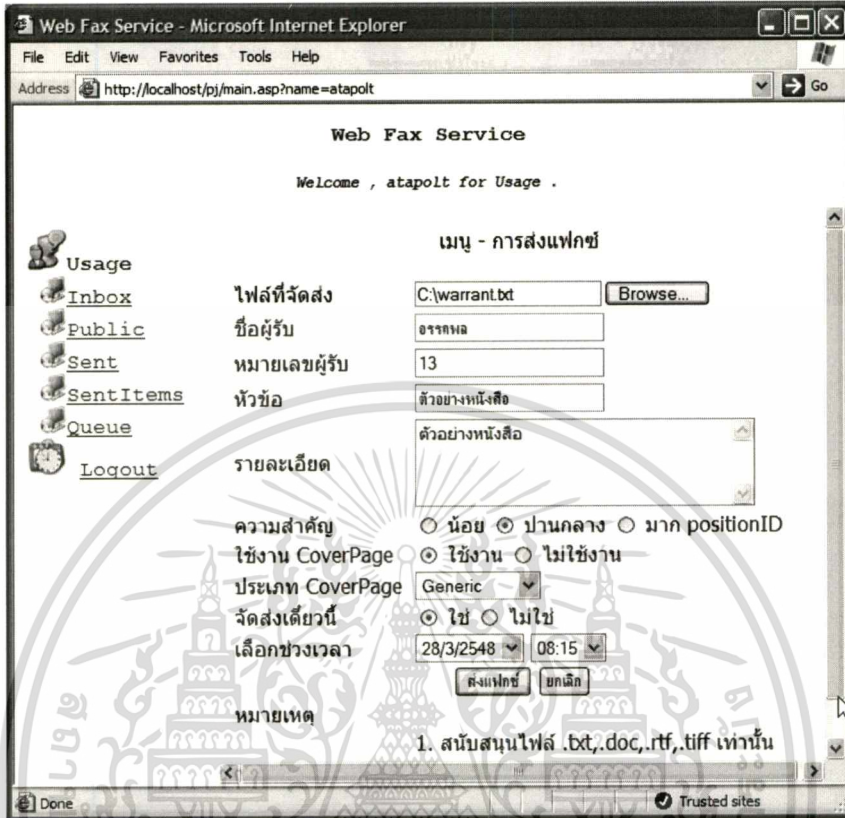 Web Fax Service - Microsoft Internet Explorer
File Edit View Favorites Tools Help
Address http://localhost/pj/main.asp?name=atapolt Go
Web Fax Service
Welcome , atapolt for Usage .
Usage
Inbox
Public
Sent
SentItems
Queue
Logout
เมนู - การส่งแฟกซ์
ไฟล์ที่จัดส่ง C:\warrant.txt Browse...
ชื่อผู้รับ อรรถพล
หมายเลขผู้รับ 13
หัวข้อ ตัวอย่างหนังสือ
รายละเอียด ตัวอย่างหนังสือ
ความสำคัญ น้อย ปานกลาง มาก positionID
ใช้งาน CoverPage ใช้งาน ไม่ใช้งาน
ประเภท CoverPage Generic
จัดส่งเดี๋ยวนี้ ใช่ ไม่ใช่
เลือกช่วงเวลา 28/3/2548 08:15
ส่งแฟกซ์ ยกเลิก
หมายเหตุ
1. สนับสนุนไฟล์ .txt,.doc,.rtf,.tiff เท่านั้น
Done Trusted sites